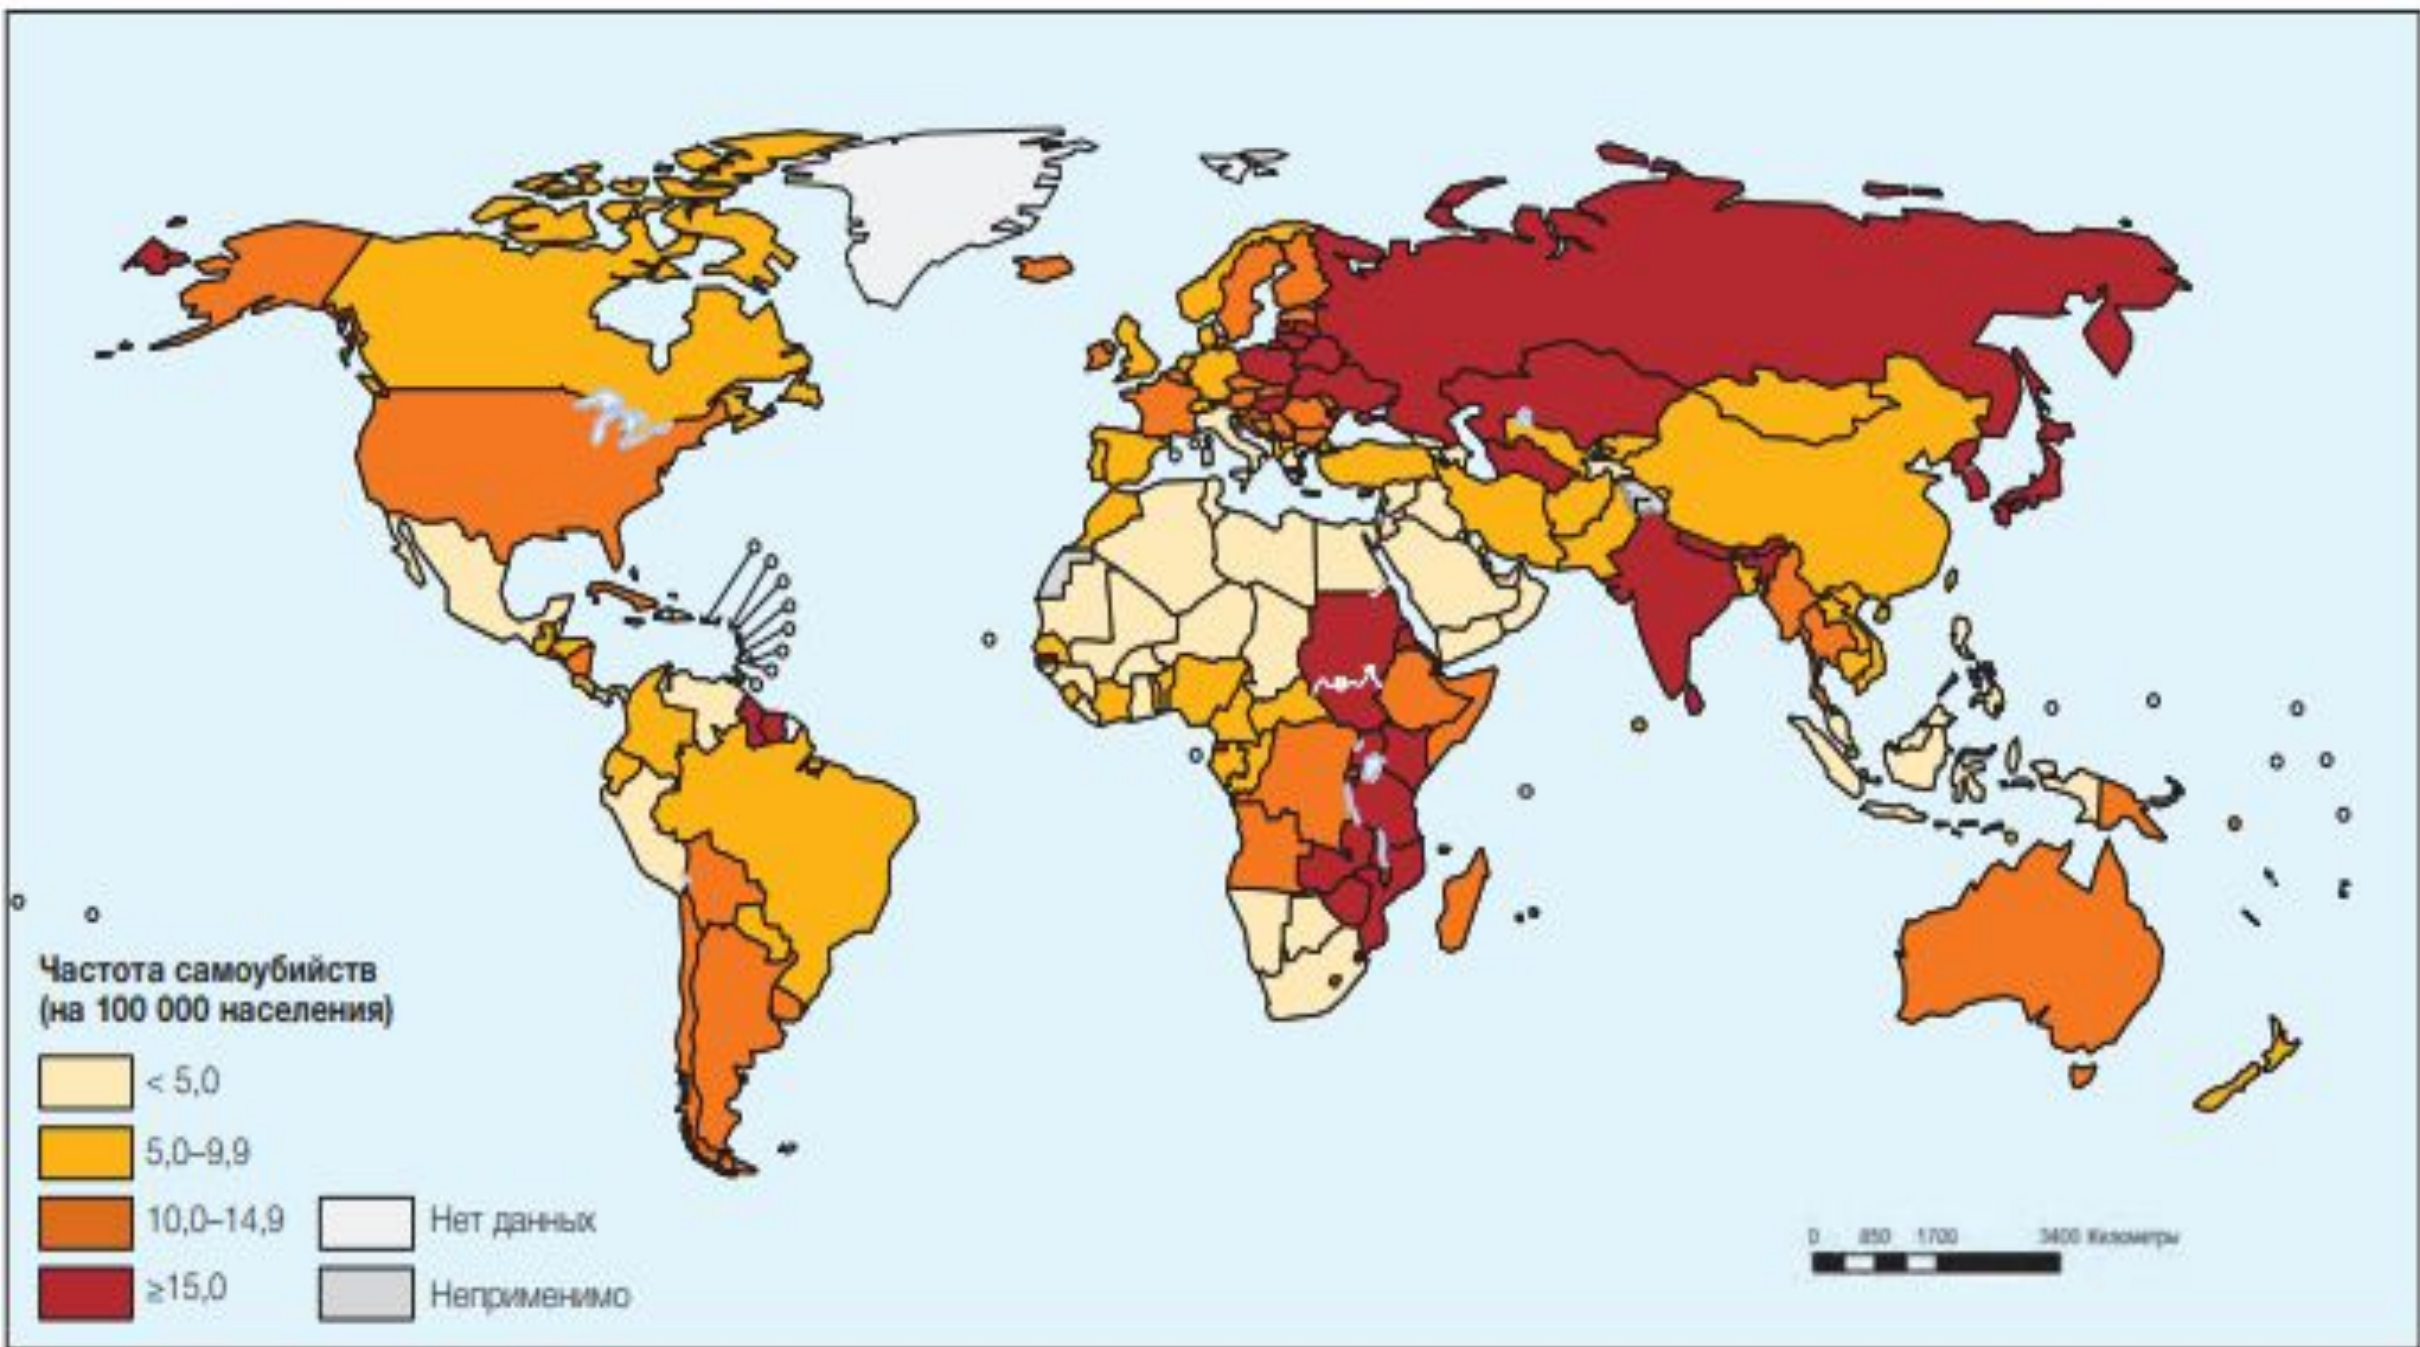 Частота самоубийств
(на 100 000 населения)
< 5,0
5,0–9,9
10,0–14,9
≥15,0
Нет данных
Неприменимо
0 850 1700 3400 Километры